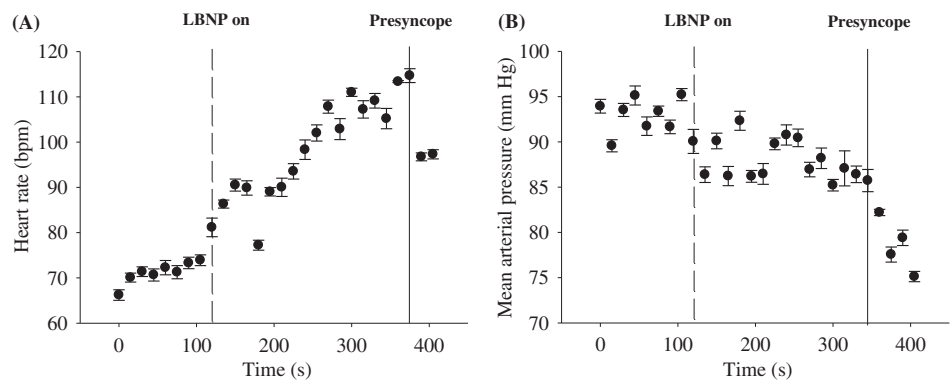 (A) LBNP on Presyncope
120
110
100
90
80
70
60
Heart rate (bpm)
0 100 200 300 400
Time (s)
(B) LBNP on Presyncope
100
95
90
85
80
75
70
Mean arterial pressure (mm Hg)
0 100 200 300 400
Time (s)